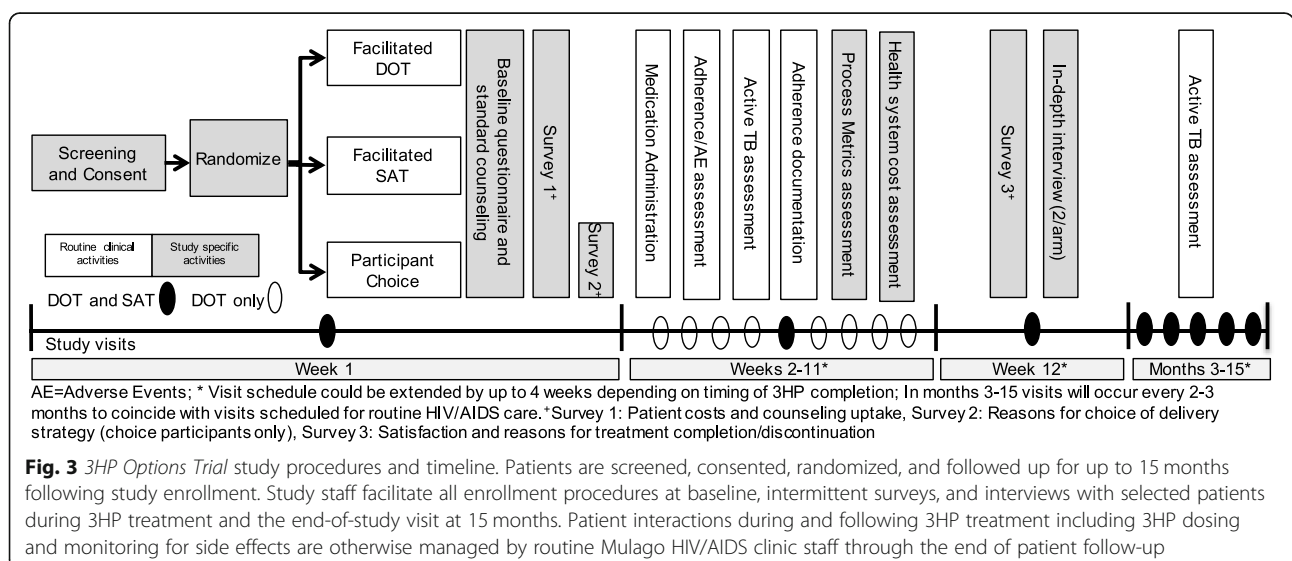 Facilitated
DOT
Facilitated
SAT
Participant
Choice
Screening
and Consent
Randomize
Baseline questionnaire and
standard counseling
Survey 1+
Survey 2+
Medication Administration
Adherence/AE assessment
Active TB assessment
Adherence documentation
Process Metrics assessment
Health system cost assessment
Survey 3+
In-depth interview (2/arm)
Active TB assessment
Routine clinical
activities
Study specific
activities
DOT and SAT
DOT only
Study visits
Week 1
Weeks 2-11*
Week 12*
Months 3-15*
AE=Adverse Events; * Visit schedule could be extended by up to 4 weeks depending on timing of 3HP completion; In months 3-15 visits will occur every 2-3
months to coincide with visits scheduled for routine HIV/AIDS care.+Survey 1: Patient costs and counseling uptake, Survey 2: Reasons for choice of delivery
strategy (choice participants only), Survey 3: Satisfaction and reasons for treatment completion/discontinuation
Fig. 3 3HP Options Trial study procedures and timeline. Patients are screened, consented, randomized, and followed up for up to 15 months
following study enrollment. Study staff facilitate all enrollment procedures at baseline, intermittent surveys, and interviews with selected patients
during 3HP treatment and the end-of-study visit at 15 months. Patient interactions during and following 3HP treatment including 3HP dosing
and monitoring for side effects are otherwise managed by routine Mulago HIV/AIDS clinic staff through the end of patient follow-up